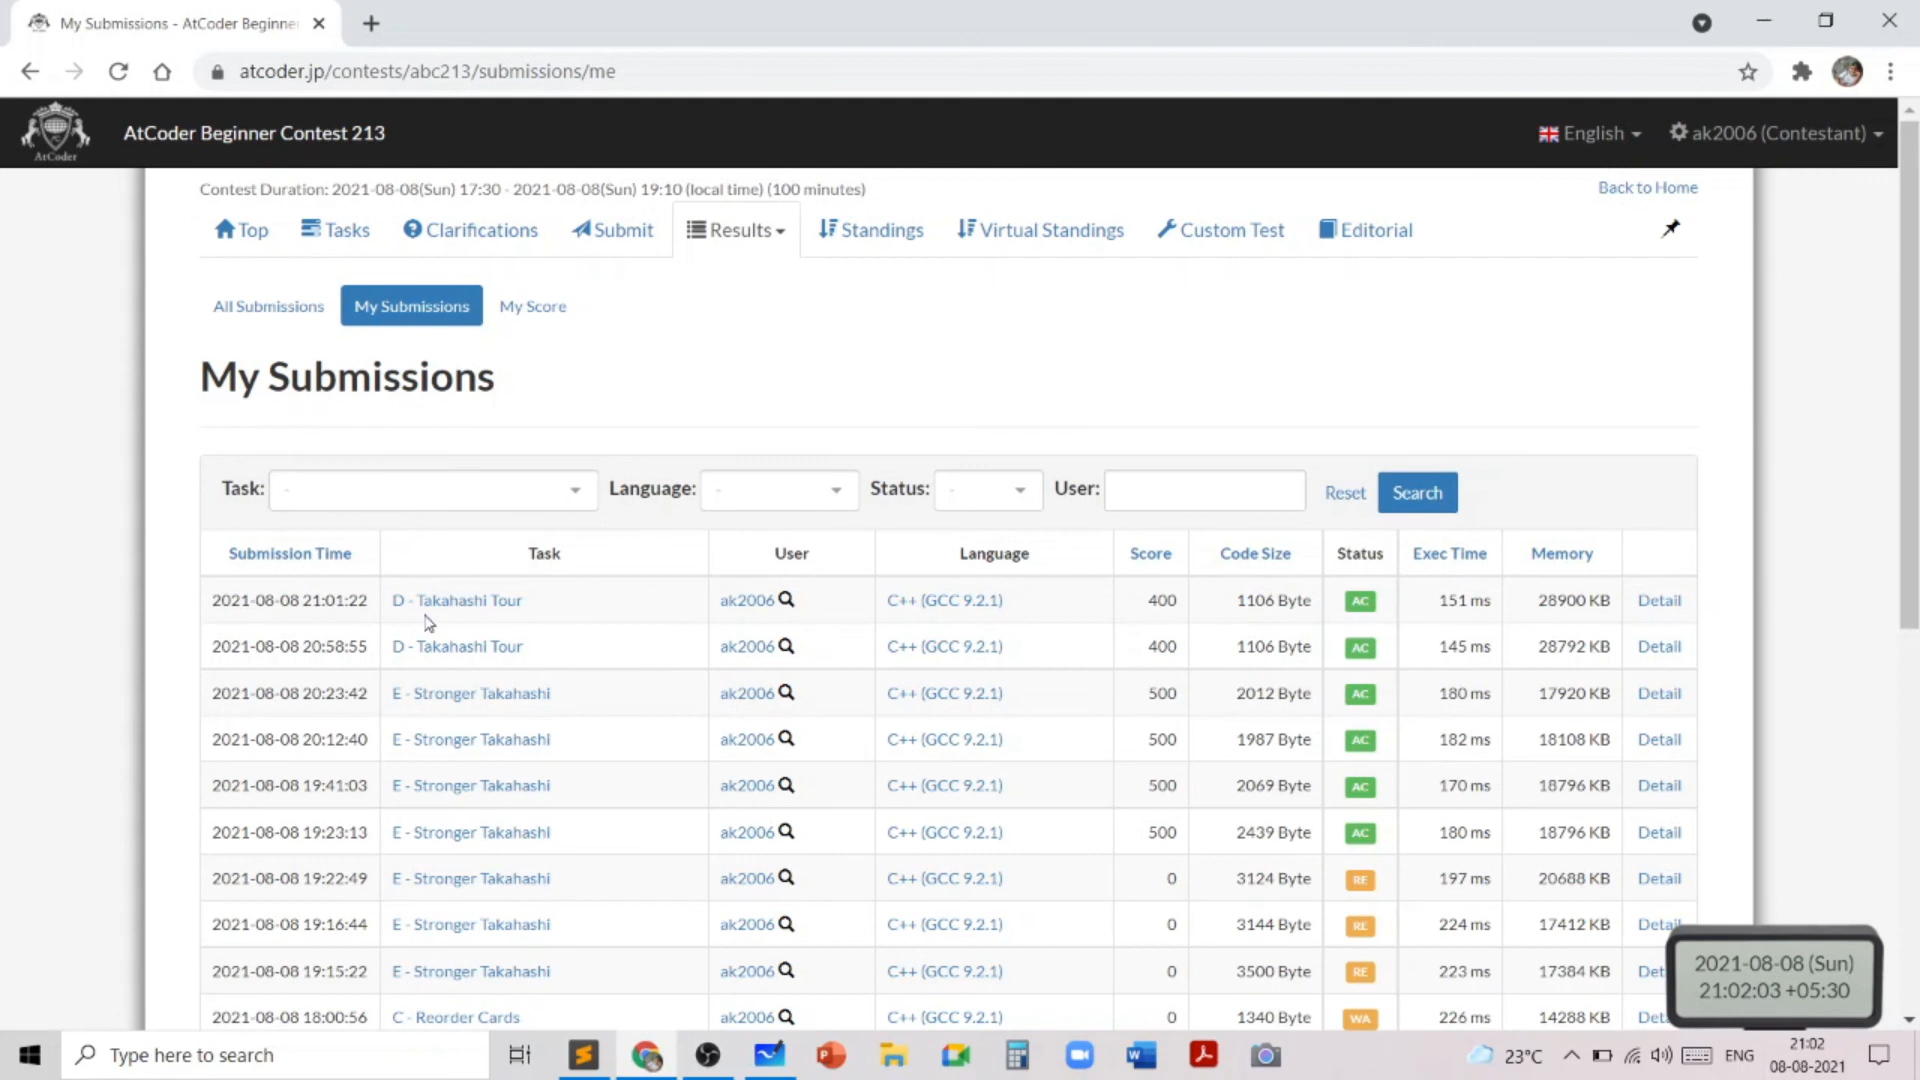 My Submissions - AtCoder Beginne
atcoder.jp/contests/abc213/submissions/me
AtCoder
AtCoder Beginner Contest 213
English
ak2006 (Contestant)
Contest Duration: 2021-08-08(Sun) 17:30 - 2021-08-08(Sun) 19:10 (local time) (100 minutes)
Back to Home
Top Tasks Clarifications Submit Results Standings Virtual Standings Custom Test Editorial
All Submissions My Submissions My Score
My Submissions
Task: - Language: - Status: - User: Reset Search
Submission Time Task User Language Score Code Size Status Exec Time Memory
2021-08-08 21:01:22 D - Takahashi Tour ak2006 C++ (GCC 9.2.1) 400 1106 Byte AC 151 ms 28900 KB Detail
2021-08-08 20:58:55 D - Takahashi Tour ak2006 C++ (GCC 9.2.1) 400 1106 Byte AC 145 ms 28792 KB Detail
2021-08-08 20:23:42 E - Stronger Takahashi ak2006 C++ (GCC 9.2.1) 500 2012 Byte AC 180 ms 17920 KB Detail
2021-08-08 20:12:40 E - Stronger Takahashi ak2006 C++ (GCC 9.2.1) 500 1987 Byte AC 182 ms 18108 KB Detail
2021-08-08 19:41:03 E - Stronger Takahashi ak2006 C++ (GCC 9.2.1) 500 2069 Byte AC 170 ms 18796 KB Detail
2021-08-08 19:23:13 E - Stronger Takahashi ak2006 C++ (GCC 9.2.1) 500 2439 Byte AC 180 ms 18796 KB Detail
2021-08-08 19:22:49 E - Stronger Takahashi ak2006 C++ (GCC 9.2.1) 0 3124 Byte RE 197 ms 20688 KB Detail
2021-08-08 19:16:44 E - Stronger Takahashi ak2006 C++ (GCC 9.2.1) 0 3144 Byte RE 224 ms 17412 KB Detail
2021-08-08 19:15:22 E - Stronger Takahashi ak2006 C++ (GCC 9.2.1) 0 3500 Byte RE 223 ms 17384 KB Det
2021-08-08 18:00:56 C - Reorder Cards ak2006 C++ (GCC 9.2.1) 0 1340 Byte WA 226 ms 14288 KB Det
2021-08-08 (Sun)
21:02:03 +05:30
Type here to search
23°C
ENG
21:02
08-08-2021